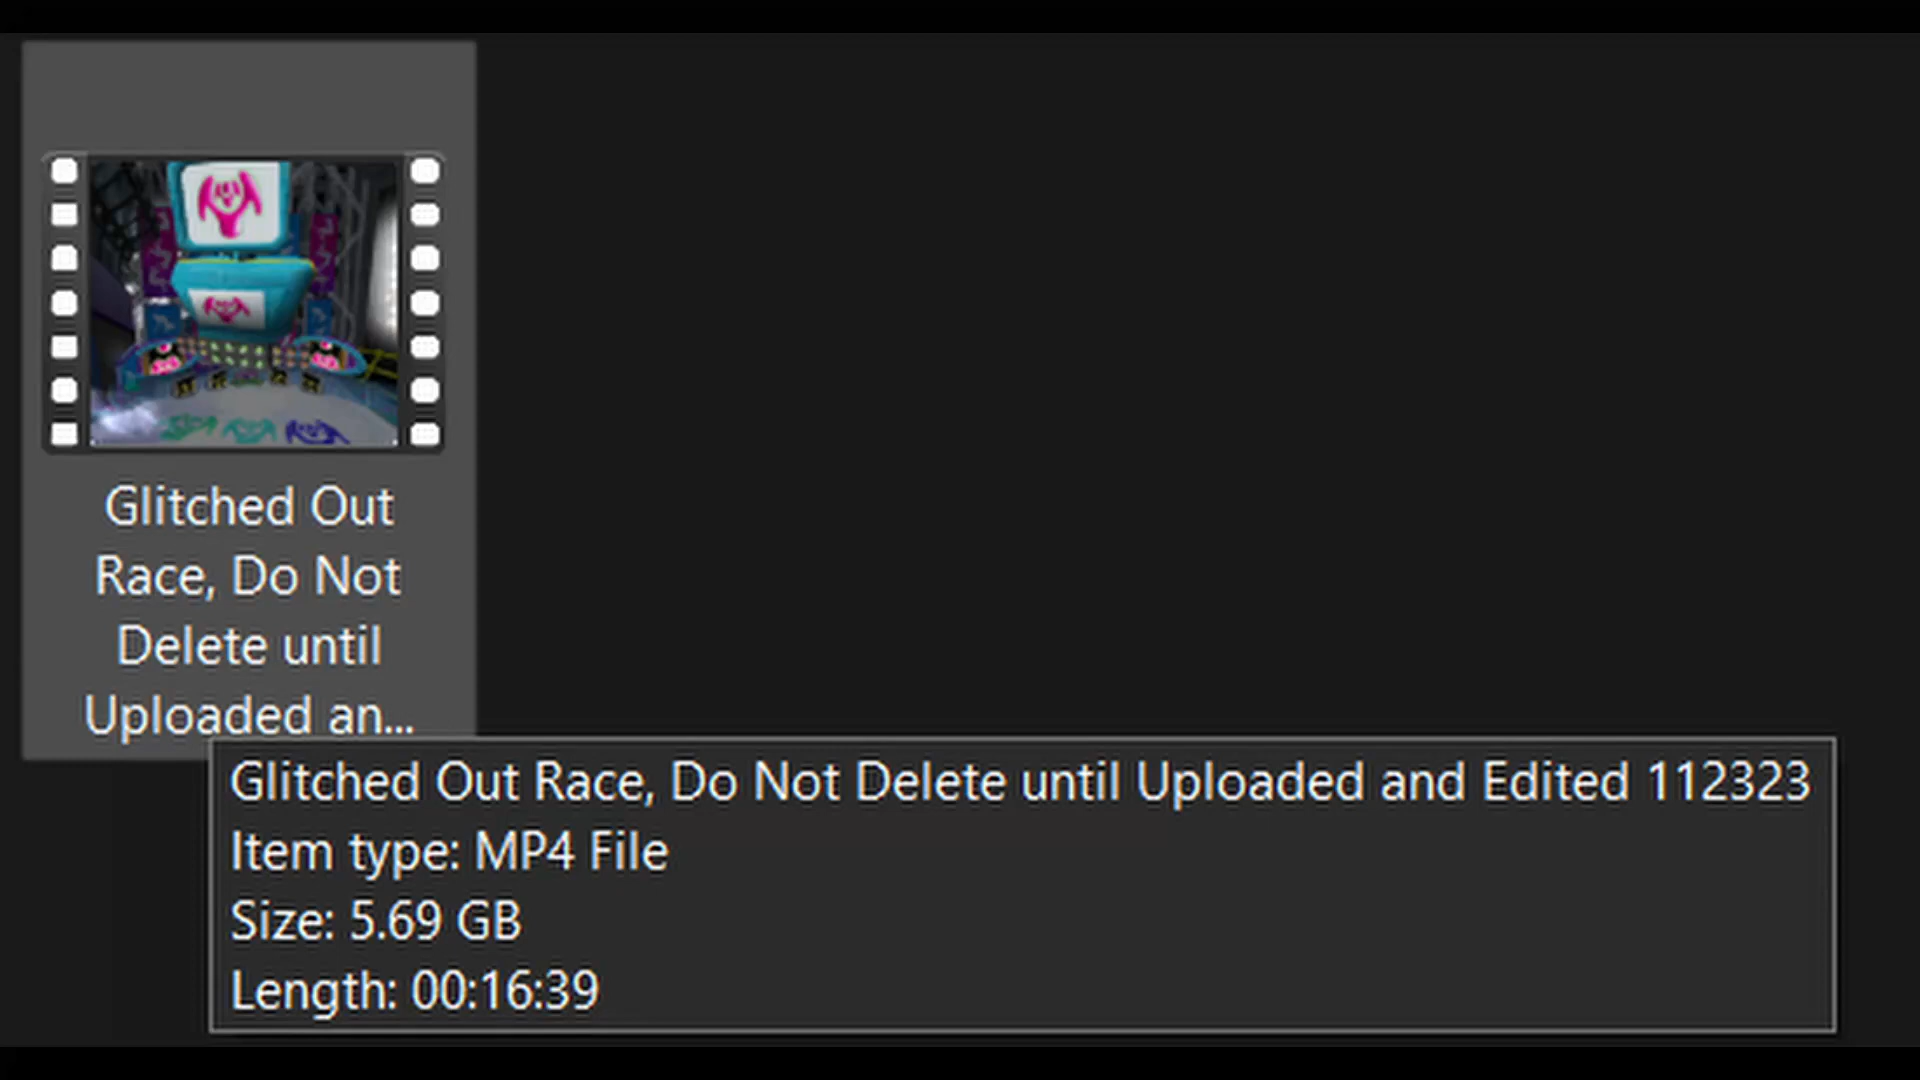 Glitched Out
Race, Do Not
Delete until
Uploaded an...
Glitched Out Race, Do Not Delete until Uploaded and Edited 112323
Item type: MP4 File
Size: 5.69 GB
Length: 00:16:39